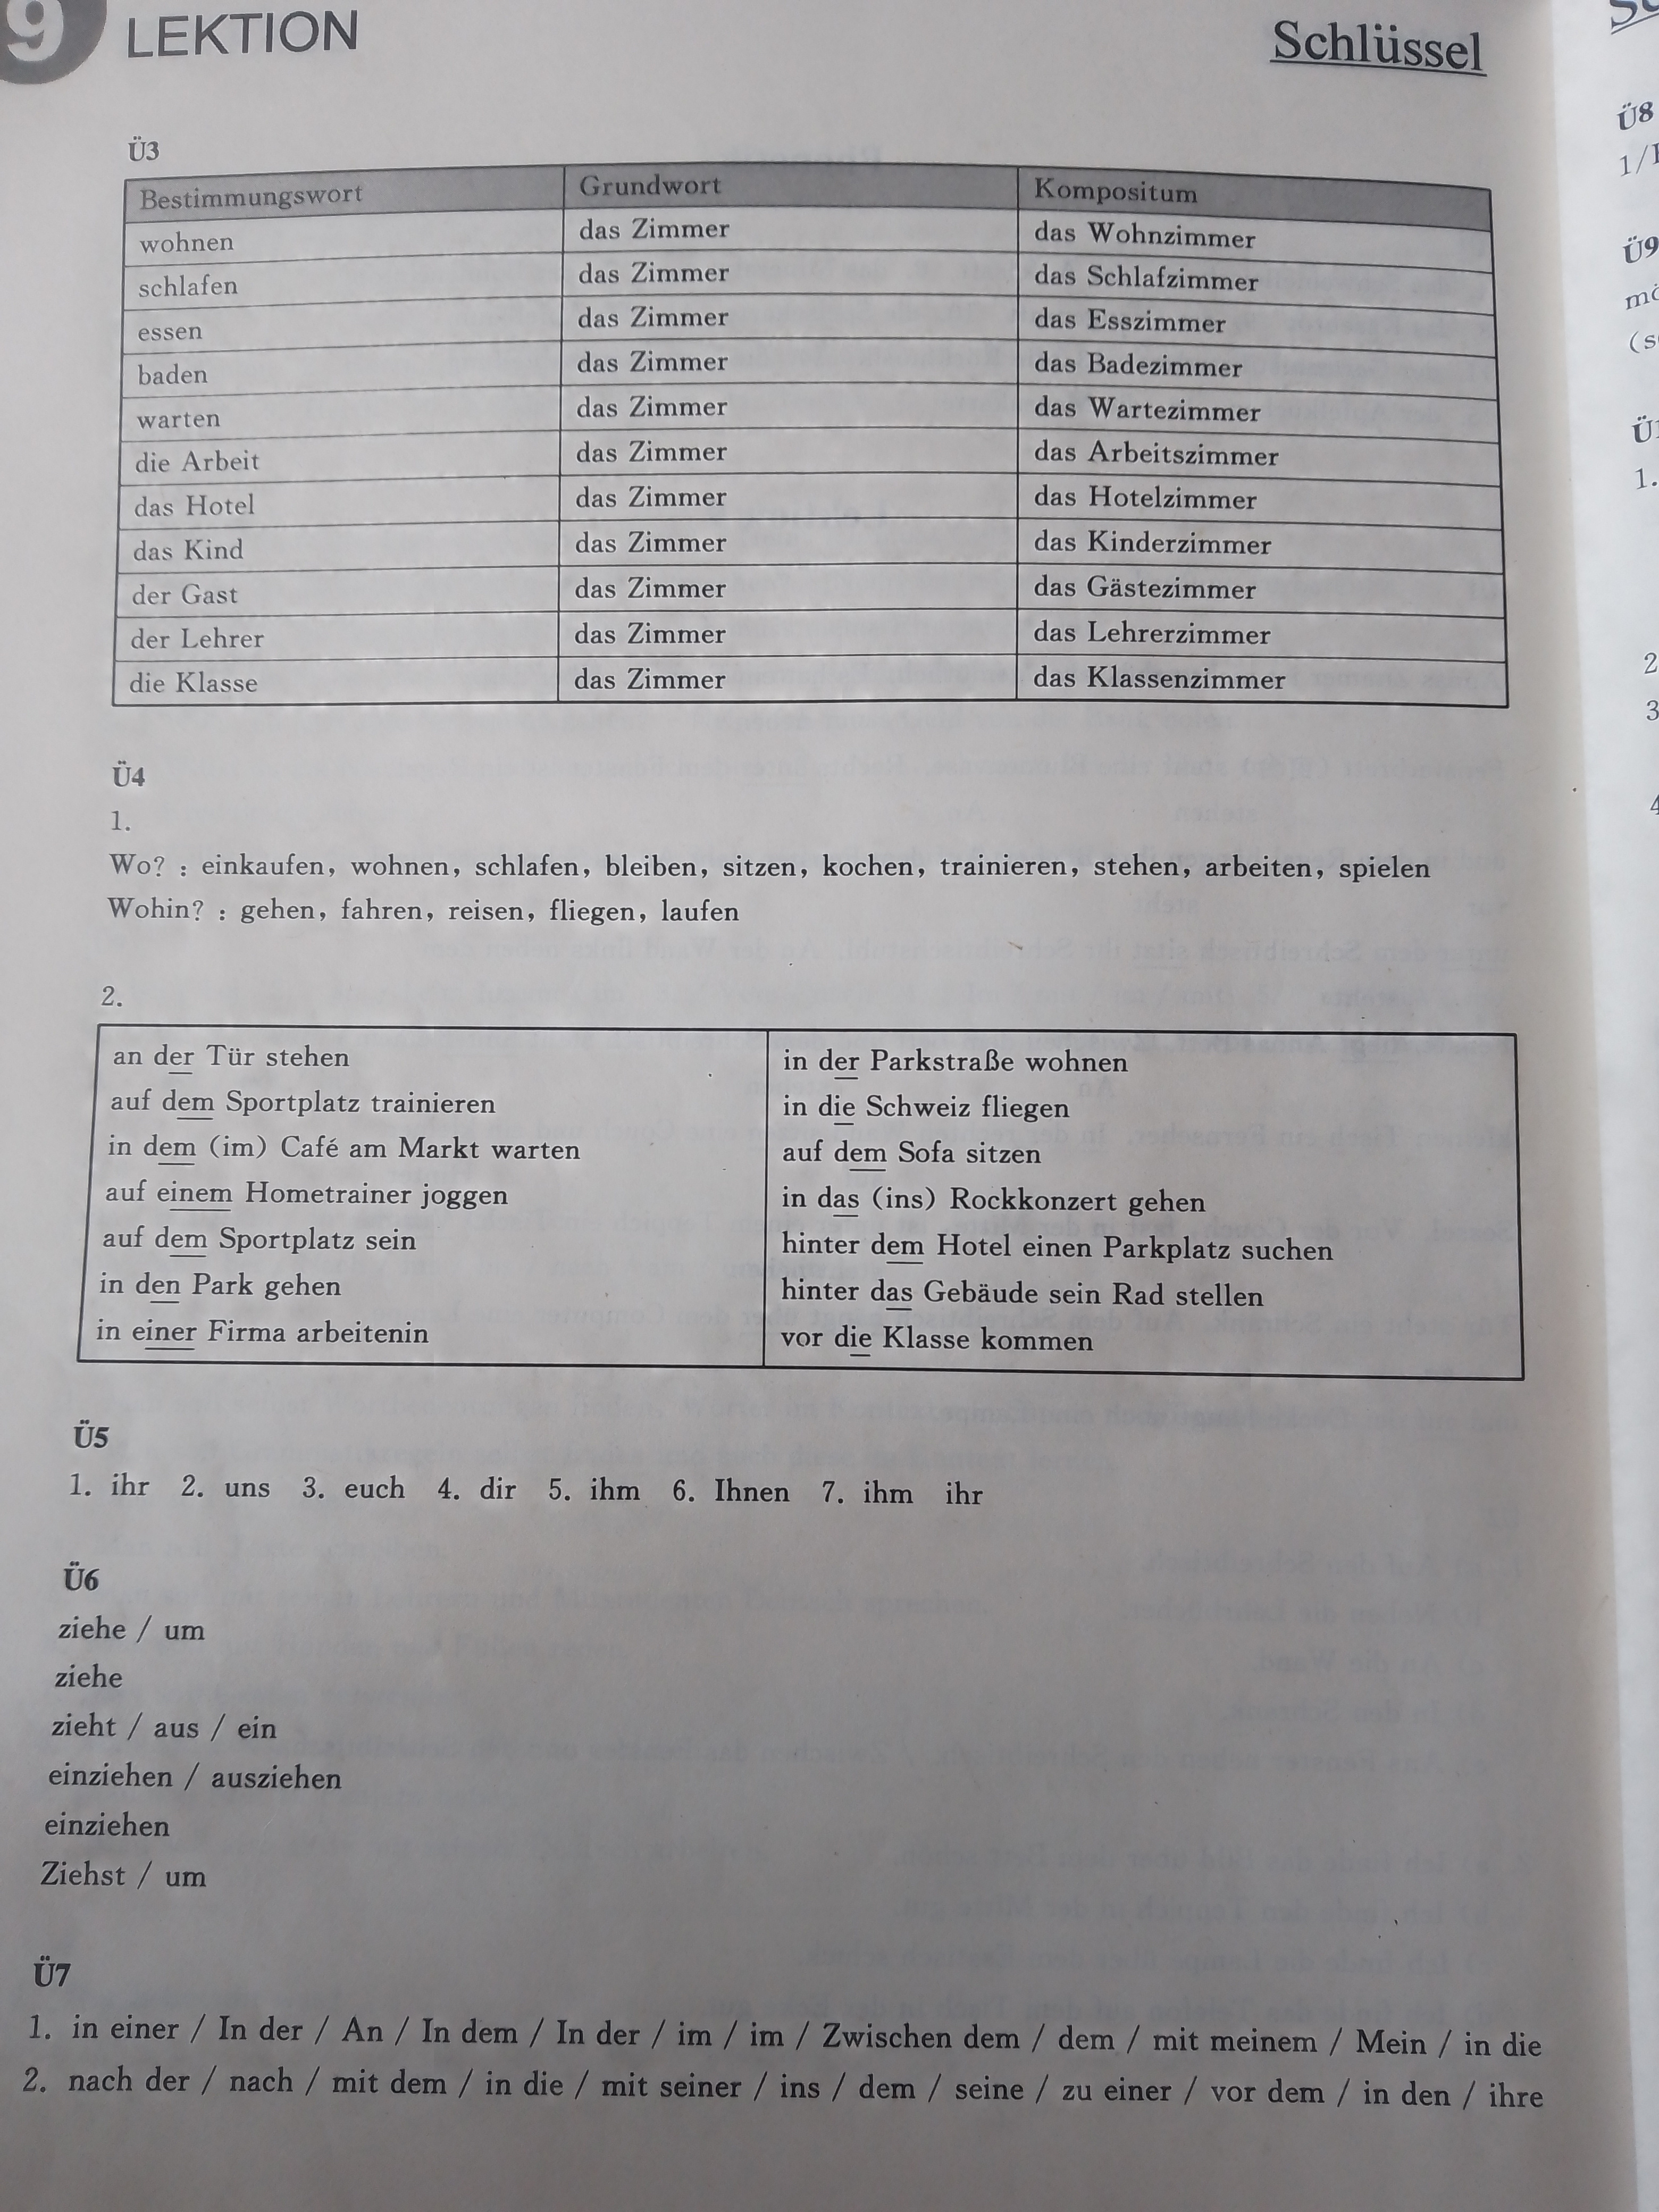 9 LEKTION
Schlüssel
Ü3
Bestimmungswort Grundwort Kompositum
wohnen das Zimmer das Wohnzimmer
schlafen das Zimmer das Schlafzimmer
essen das Zimmer das Esszimmer
baden das Zimmer das Badezimmer
warten das Zimmer das Wartezimmer
die Arbeit das Zimmer das Arbeitszimmer
das Hotel das Zimmer das Hotelzimmer
das Kind das Zimmer das Kinderzimmer
der Gast das Zimmer das Gästezimmer
der Lehrer das Zimmer das Lehrerzimmer
die Klasse das Zimmer das Klassenzimmer
Ü4
1.
Wo? : einkaufen, wohnen, schlafen, bleiben, sitzen, kochen, trainieren, stehen, arbeiten, spielen
Wohin? : gehen, fahren, reisen, fliegen, laufen
2.
an der Tür stehen
auf dem Sportplatz trainieren
in dem (im) Café am Markt warten
auf einem Hometrainer joggen
auf dem Sportplatz sein
in den Park gehen
in einer Firma arbeitenin
in der Parkstraße wohnen
in die Schweiz fliegen
auf dem Sofa sitzen
in das (ins) Rockkonzert gehen
hinter dem Hotel einen Parkplatz suchen
hinter das Gebäude sein Rad stellen
vor die Klasse kommen
Ü5
1. ihr 2. uns 3. euch 4. dir 5. ihm 6. Ihnen 7. ihm ihr
Ü6
ziehe / um
ziehe
zieht / aus / ein
einziehen / ausziehen
einziehen
Ziehst / um
Ü7
1. in einer / In der / An / In dem / In der / im / im / Zwischen dem / dem / mit meinem / Mein / in die
2. nach der / nach / mit dem / in die / mit seiner / ins / dem / seine / zu einer / vor dem / in den / ihre
Ü8
Ü9
1.
2
3